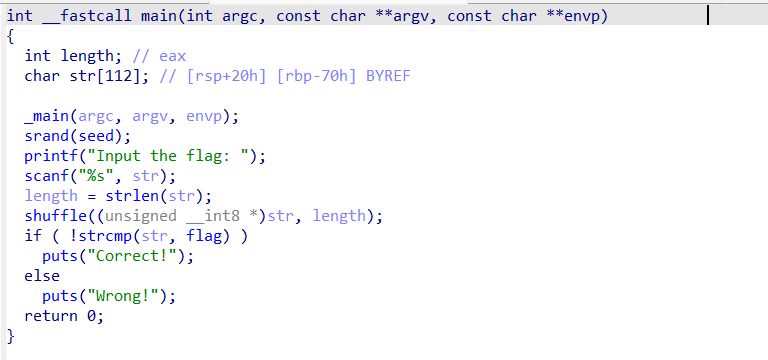 int __fastcall main(int argc, const char **argv, const char **envp)
{
  int length; // eax
  char str[112]; // [rsp+20h] [rbp-70h] BYREF

  _main(argc, argv, envp);
  srand(seed);
  printf("Input the flag: ");
  scanf("%s", str);
  length = strlen(str);
  shuffle((unsigned __int8 *)str, length);
  if ( !strcmp(str, flag) )
    puts("Correct!");
  else
    puts("Wrong!");
  return 0;
}